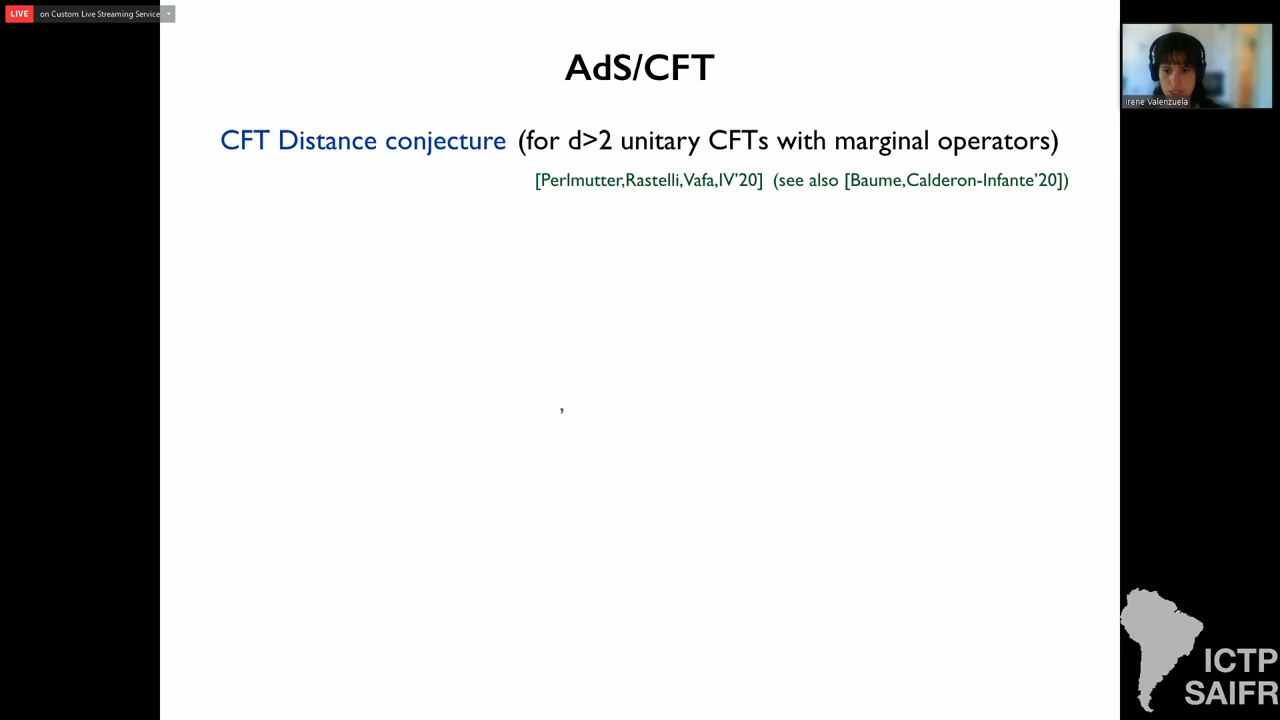 LIVE on Custom Live Streaming Service
AdS/CFT
Irene Valenzuela
CFT Distance conjecture (for d>2 unitary CFTs with marginal operators)
[Perlmutter,Rastelli,Vafa,IV'20] (see also [Baume,Calderon-Infante'20])
,
ICTP
SAIFR